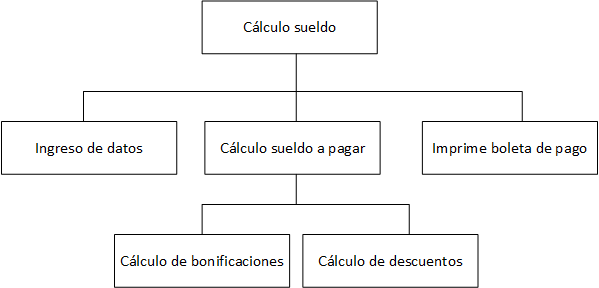 Cálculo sueldo
Ingreso de datos
Cálculo sueldo a pagar
Imprime boleta de pago
Cálculo de bonificaciones
Cálculo de descuentos